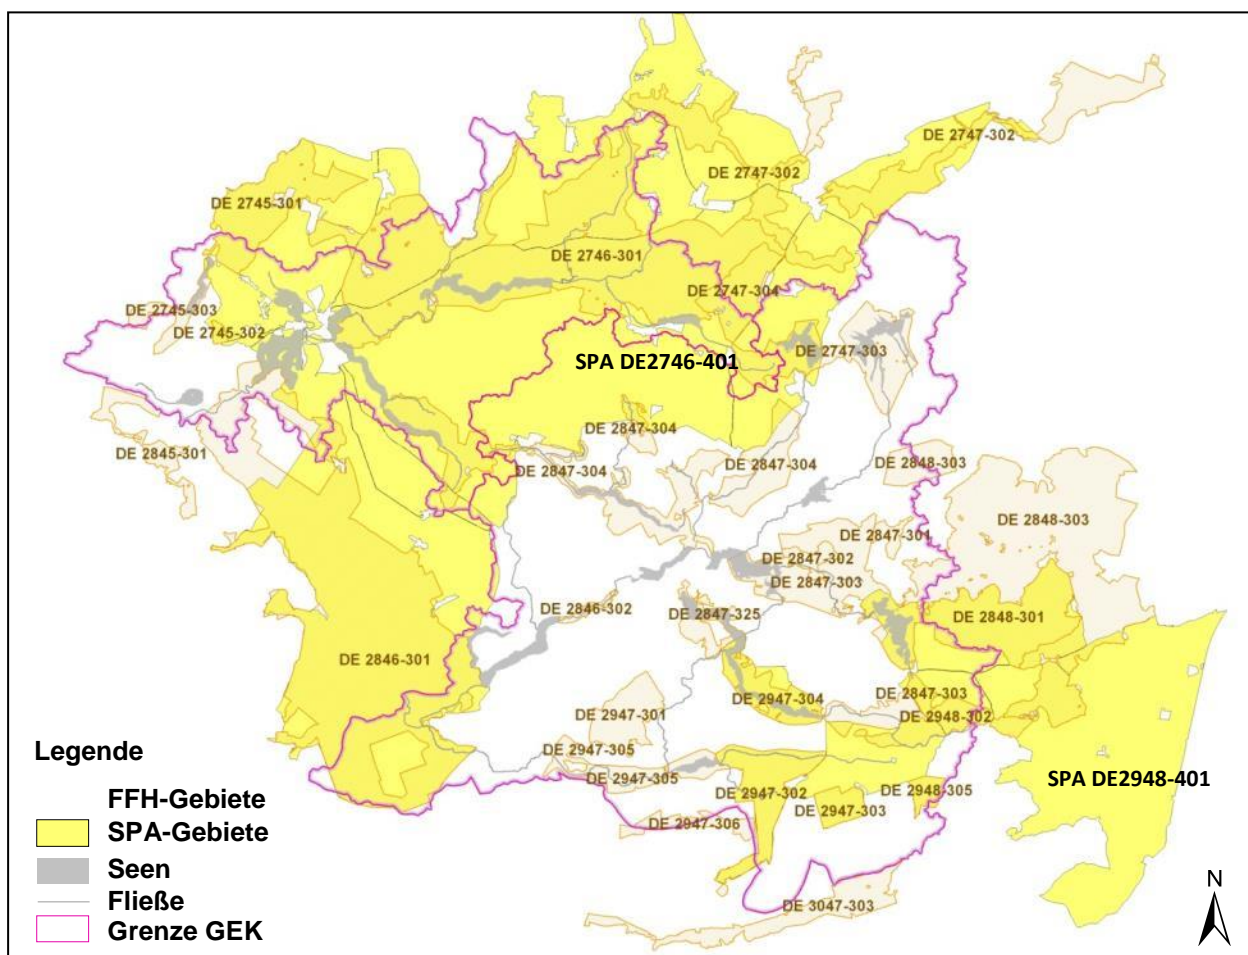 DE 2747-302
DE 2747-302
DE 2745-301
DE 2746-301
DE 2747-304
DE 2745-303
DE 2745-302
DE 2747-303
SPA DE2746-401
DE 2847-304
DE 2845-301
DE 2847-304
DE 2847-304
DE 2848-303
DE 2848-303
DE 2847-301
DE 2847-302
DE 2847-303
DE 2846-302
DE 2847-325
DE 2848-301
DE 2846-301
DE 2847-303
DE 2947-304
DE 2947-301
DE 2948-302
DE 2947-305
DE 2947-305
SPA DE2948-401
DE 2947-302
DE 2948-305
DE 2947-303
DE 2947-306
DE 3047-303
Legende
FFH-Gebiete
SPA-Gebiete
Seen
Fließe
Grenze GEK
N